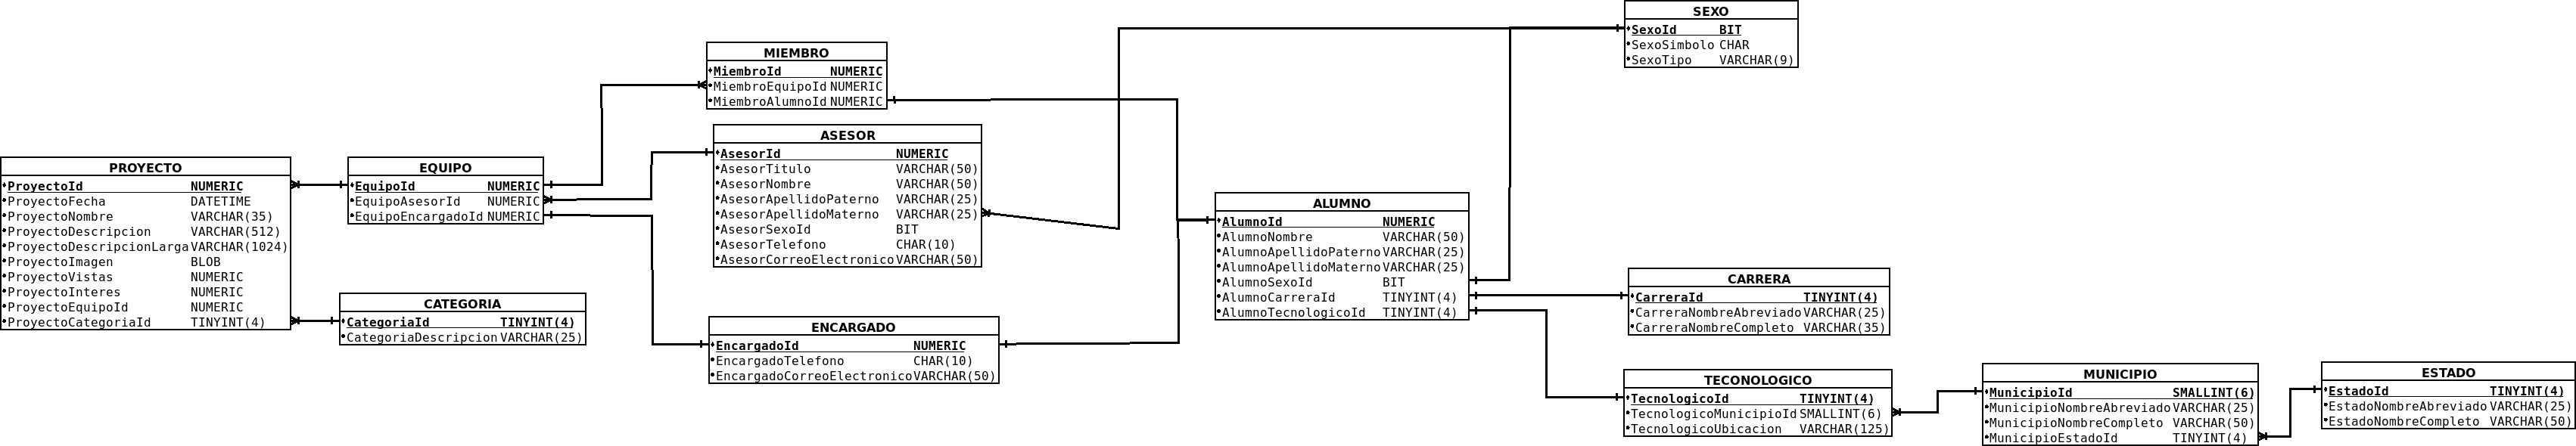 PROYECTO
ProyectoId NUMERIC
ProyectoFecha DATETIME
ProyectoNombre VARCHAR(35)
ProyectoDescripcion VARCHAR(512)
ProyectoDescripcionLarga VARCHAR(1024)
ProyectoImagen BLOB
ProyectoVistas NUMERIC
ProyectoInteres NUMERIC
ProyectoEquipoId NUMERIC
ProyectoCategoriaId TINYINT(4)
EQUIPO
EquipoId NUMERIC
EquipoAsesorId NUMERIC
EquipoEncargadoId NUMERIC
CATEGORIA
CategoriaId TINYINT(4)
CategoriaDescripcion VARCHAR(25)
MIEMBRO
MiembroId NUMERIC
MiembroEquipoId NUMERIC
MiembroAlumnoId NUMERIC
ASESOR
AsesorId NUMERIC
AsesorTitulo VARCHAR(50)
AsesorNombre VARCHAR(50)
AsesorApellidoPaterno VARCHAR(25)
AsesorApellidoMaterno VARCHAR(25)
AsesorSexoId BIT
AsesorTelefono CHAR(10)
AsesorCorreoElectronico VARCHAR(50)
ENCARGADO
EncargadoId NUMERIC
EncargadoTelefono CHAR(10)
EncargadoCorreoElectronico VARCHAR(50)
ALUMNO
AlumnoId NUMERIC
AlumnoNombre VARCHAR(50)
AlumnoApellidoPaterno VARCHAR(25)
AlumnoApellidoMaterno VARCHAR(25)
AlumnoSexoId BIT
AlumnoCarreraId TINYINT(4)
AlumnoTecnologicoId TINYINT(4)
SEXO
SexoId BIT
SexoSimbolo CHAR
SexoTipo VARCHAR(9)
CARRERA
CarreraId TINYINT(4)
CarreraNombreAbreviado VARCHAR(25)
CarreraNombreCompleto VARCHAR(35)
TECONOLOGICO
TecnologicoId TINYINT(4)
TecnologicoMunicipioId SMALLINT(6)
TecnologicoUbicacion VARCHAR(125)
MUNICIPIO
MunicipioId SMALLINT(6)
MunicipioNombreAbreviado VARCHAR(25)
MunicipioNombreCompleto VARCHAR(50)
MunicipioEstadoId TINYINT(4)
ESTADO
EstadoId TINYINT(4)
EstadoNombreAbreviado VARCHAR(25)
EstadoNombreCompleto VARCHAR(50)